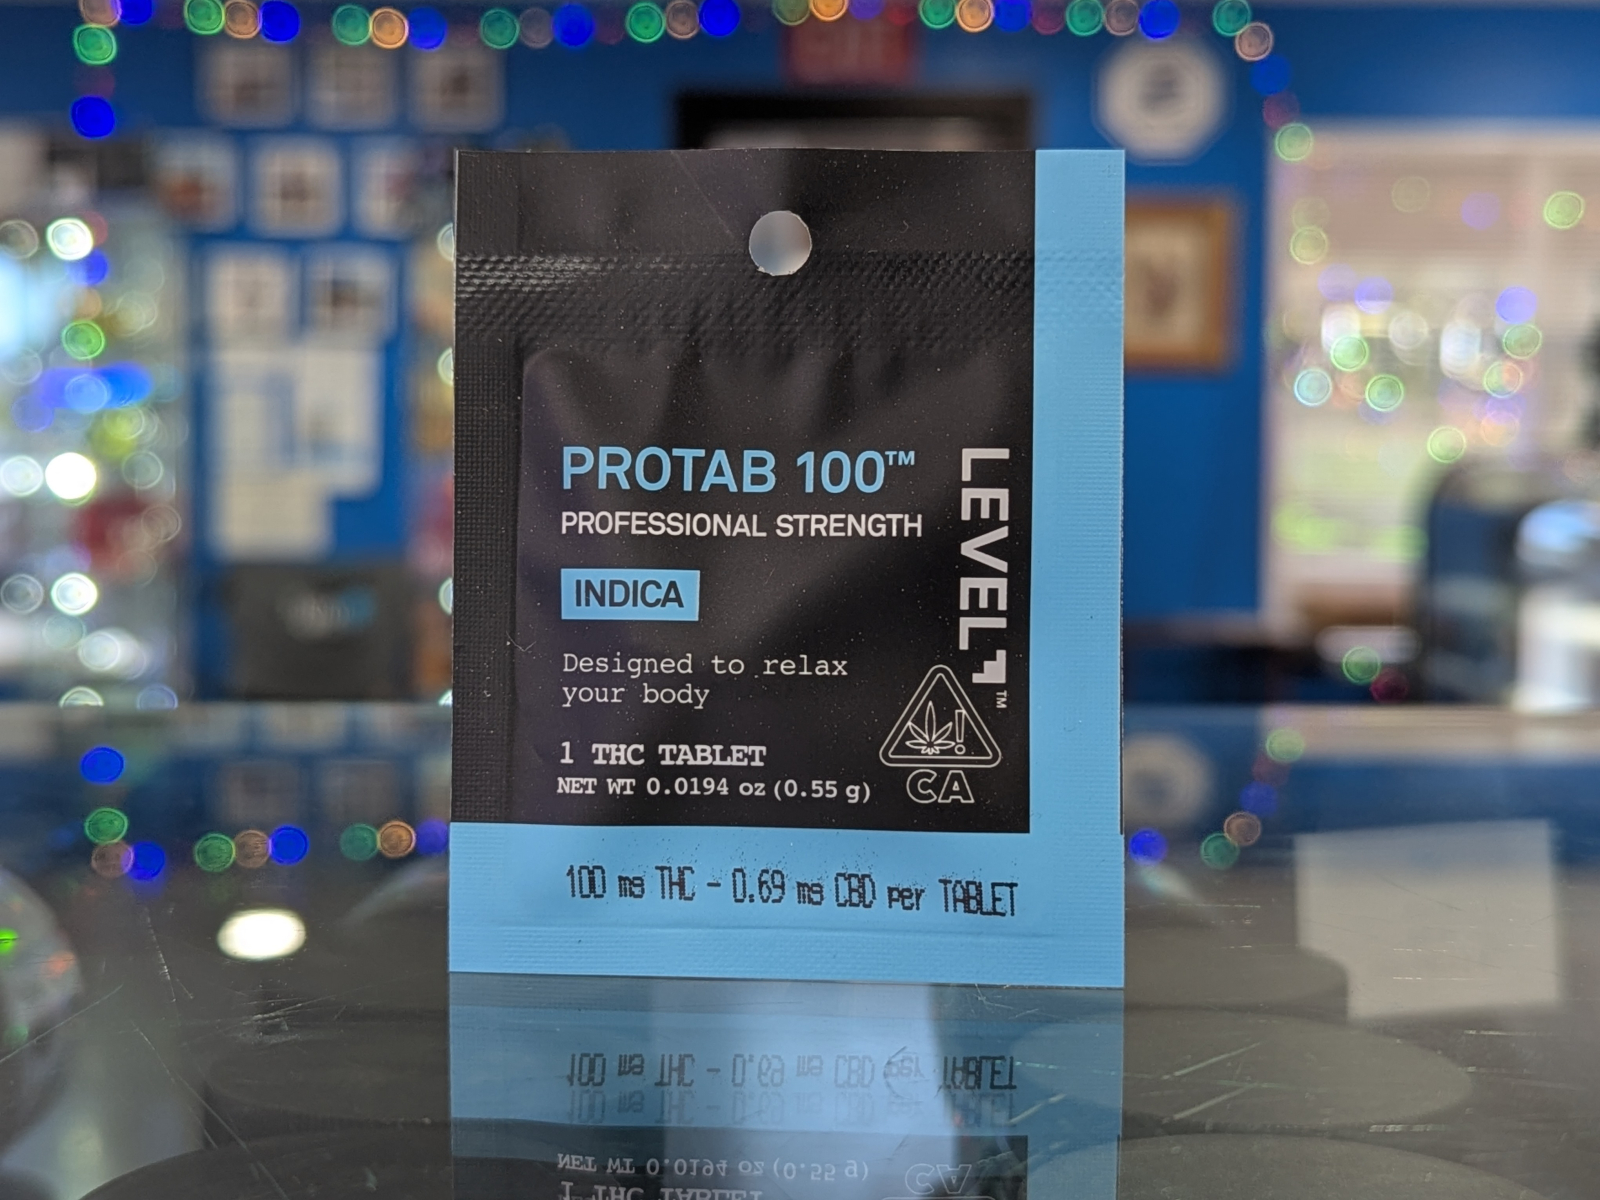 PROTAB 100™
PROFESSIONAL STRENGTH
INDICA
Designed to relax
your body
1 THC TABLET
NET WT 0.0194 oz (0.55 g)
LEVEL™
CA
100 mg THC - 0.69 mg CBD per TABLET